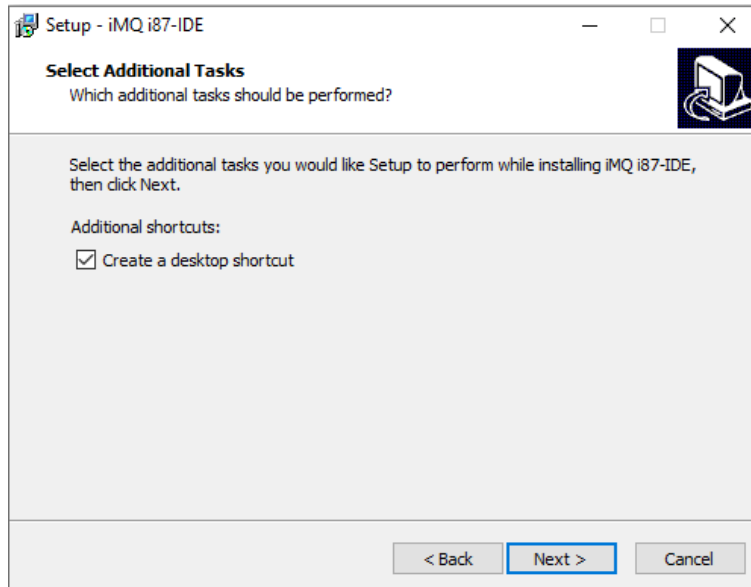 Setup - iMQ i87-IDE
Select Additional Tasks
Which additional tasks should be performed?
Select the additional tasks you would like Setup to perform while installing iMQ i87-IDE,
then click Next.
Additional shortcuts:
Create a desktop shortcut
< Back
Next >
Cancel